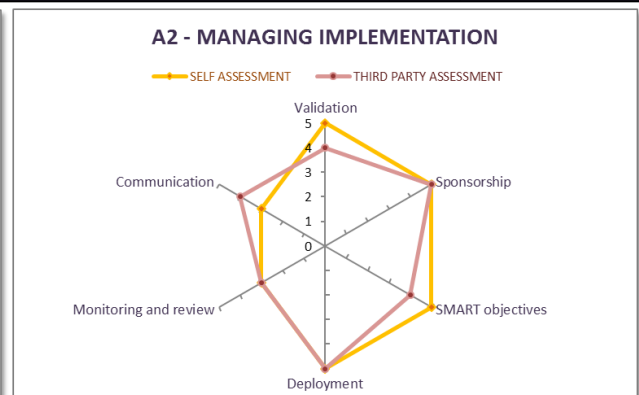 A2 - MANAGING IMPLEMENTATION
SELF ASSESSMENT THIRD PARTY ASSESSMENT
Validation
5
4
Communication
Sponsorship
3
2
1
0
Monitoring and review
SMART objectives
Deployment